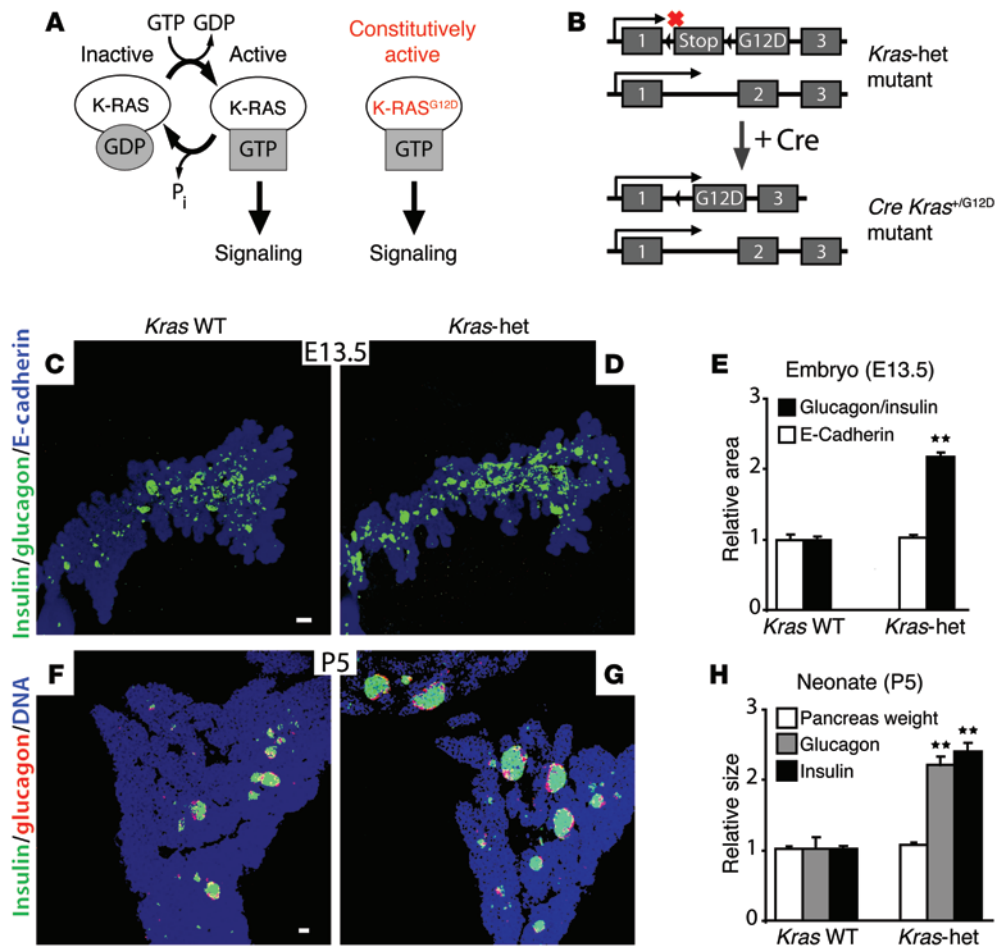 A
GTP GDP
Inactive
Active
K-RAS
GDP
K-RAS
GTP
Pi
Signaling
Constitutively
active
K-RASG12D
GTP
Signaling
B
1 Stop G12D 3
1 2 3
Kras-het
mutant
+ Cre
1 G12D 3
1 2 3
Cre Kras+/G12D
mutant
Kras WT
Kras-het
E13.5
C
D
Insulin/glucagon/E-cadherin
E
Embryo (E13.5)
Glucagon/insulin
E-Cadherin
★★
Relative area
3
2
1
0
Kras WT
Kras-het
P5
F
G
Insulin/glucagon/DNA
H
Neonate (P5)
Pancreas weight
Glucagon
Insulin
★★
★★
Relative size
3
2
1
0
Kras WT
Kras-het